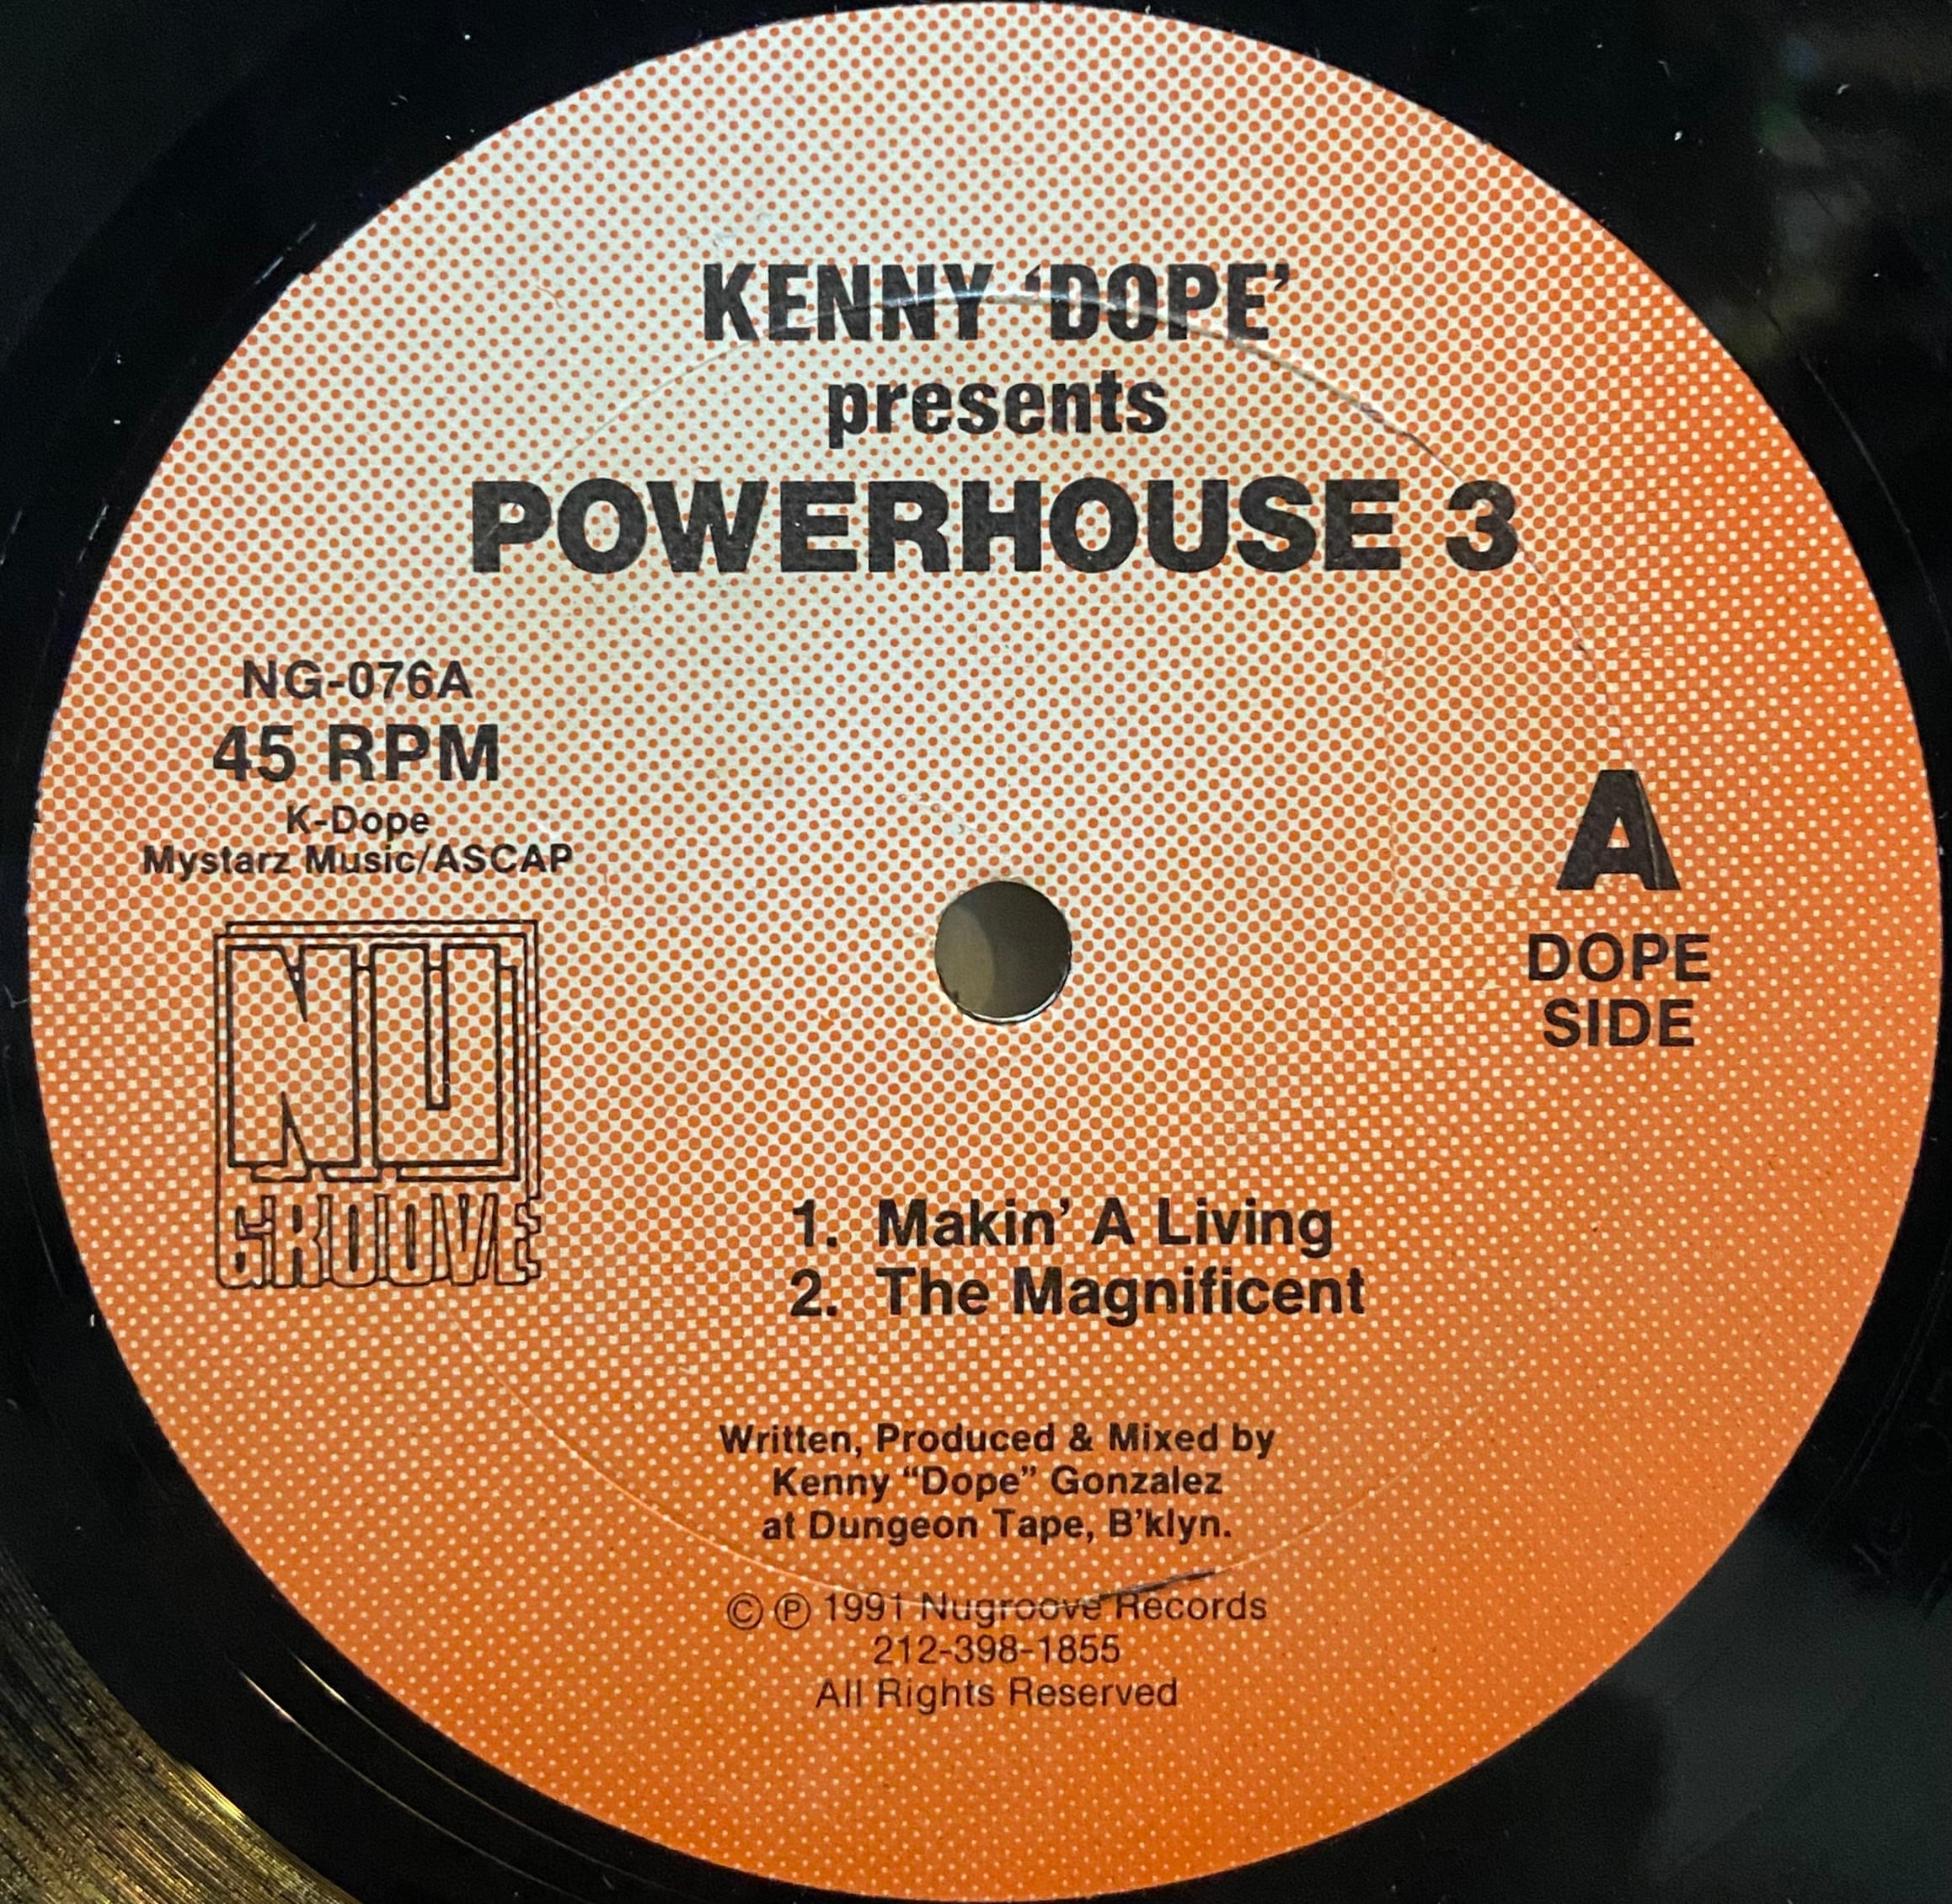 KENNY ‘DOPE’
presents
POWERHOUSE 3
NG-076A
45 RPM
K-Dope
Mystarz Music/ASCAP
NU
GROOVE
A
DOPE
SIDE
1. Makin’ A Living
2. The Magnificent
Written, Produced & Mixed by
Kenny “Dope” Gonzalez
at Dungeon Tape, B’klyn.
© ℗ 1991 Nugroove Records
212-398-1855
All Rights Reserved